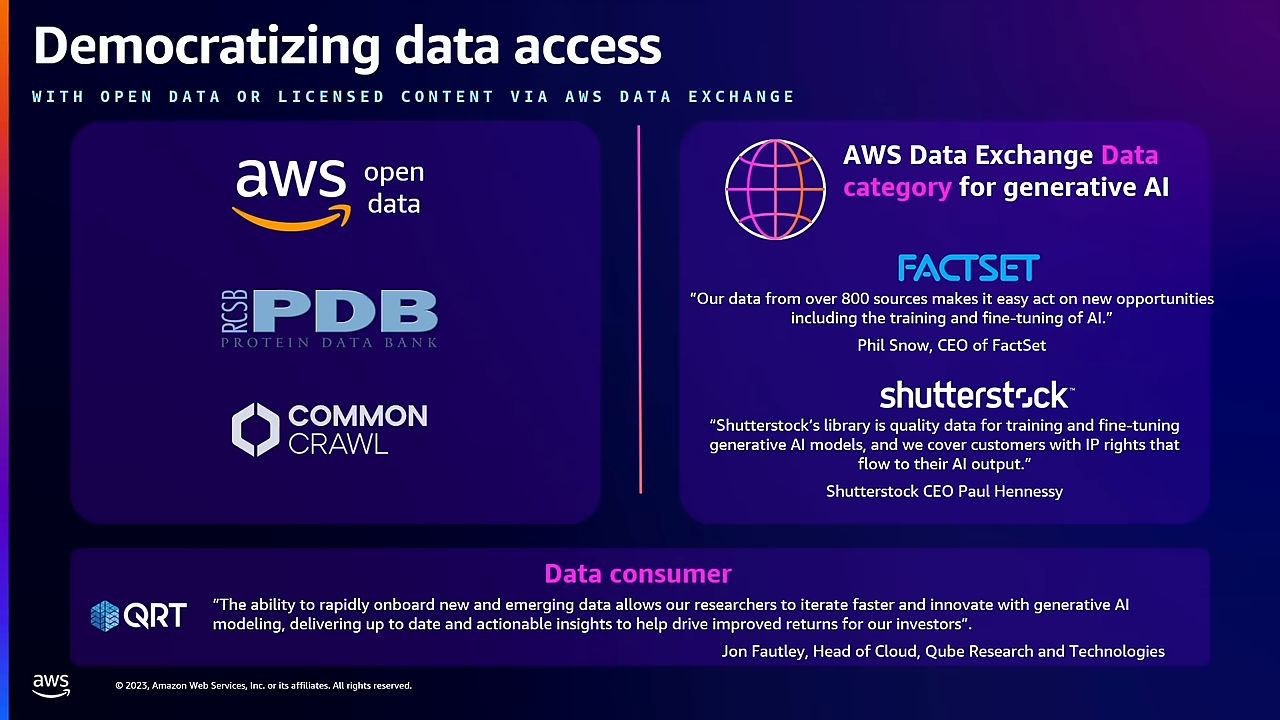 Democratizing data access
WITH OPEN DATA OR LICENSED CONTENT VIA AWS DATA EXCHANGE
aws open
data
RCSB PDB
PROTEIN DATA BANK
COMMON
CRAWL
AWS Data Exchange Data
category for generative AI
FACTSET
"Our data from over 800 sources makes it easy act on new opportunities
including the training and fine-tuning of AI."
Phil Snow, CEO of FactSet
shutterstock™
"Shutterstock's library is quality data for training and fine-tuning
generative AI models, and we cover customers with IP rights that
flow to their AI output."
Shutterstock CEO Paul Hennessy
Data consumer
QRT
"The ability to rapidly onboard new and emerging data allows our researchers to iterate faster and innovate with generative AI
modeling, delivering up to date and actionable insights to help drive improved returns for our investors".
Jon Fautley, Head of Cloud, Qube Research and Technologies
aws
© 2023, Amazon Web Services, Inc. or its affiliates. All rights reserved.